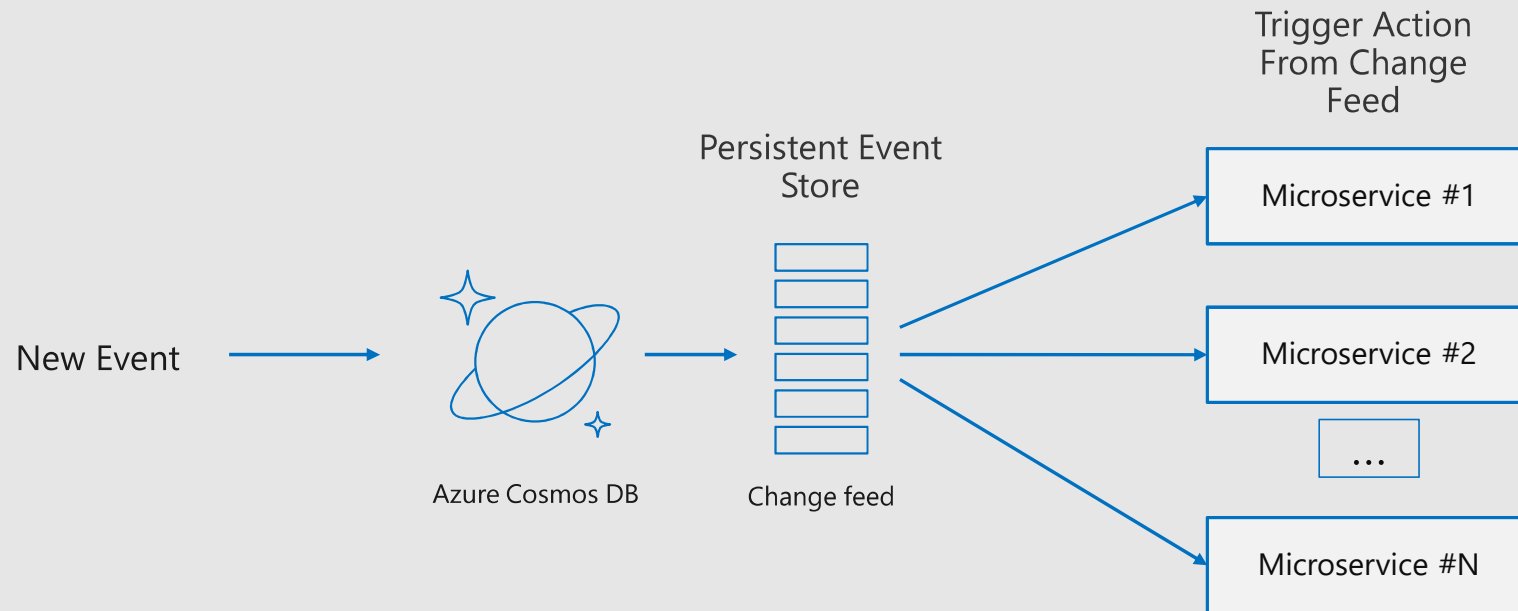 Trigger Action
From Change
Feed
Persistent Event
Store
Microservice #1
New Event
Microservice #2
...
Azure Cosmos DB
Change feed
Microservice #N